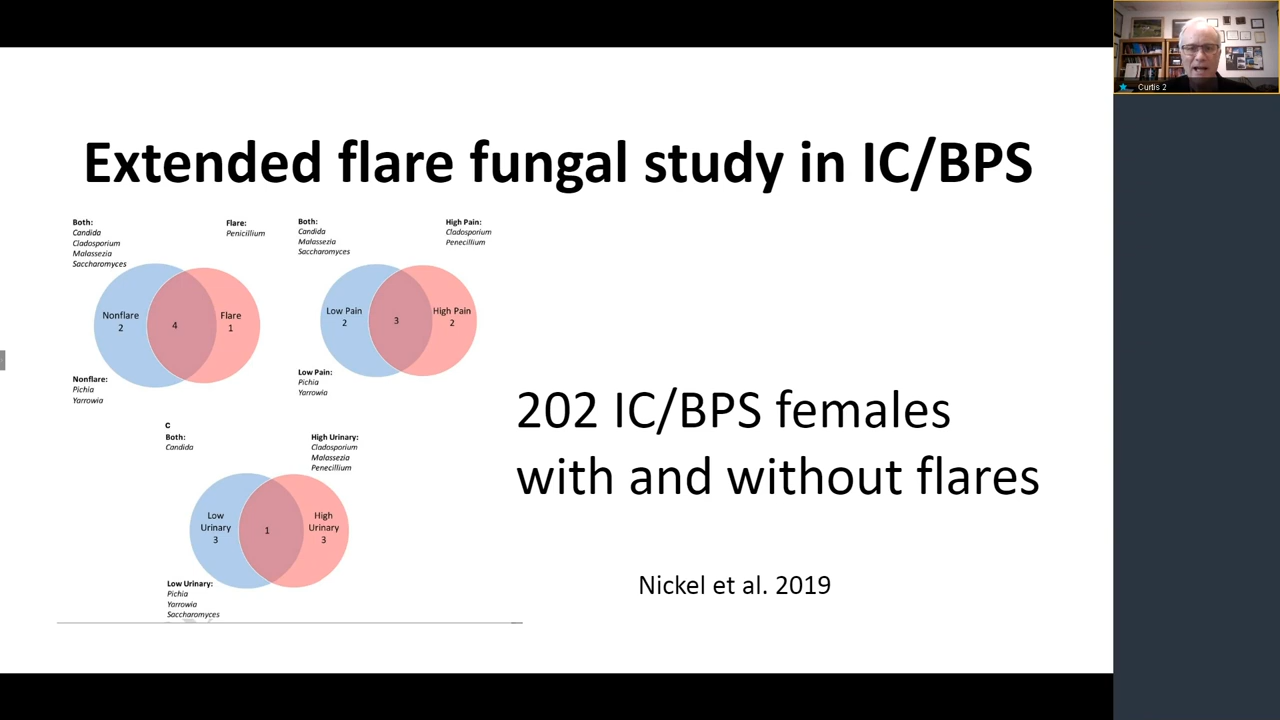 Extended flare fungal study in IC/BPS
Both:
Candida
Cladosporium
Malassezia
Saccharomyces
Flare:
Penicillium
Nonflare
2
4
Flare
1
Nonflare:
Pichia
Yarrowia
Both:
Candida
Malassezia
Saccharomyces
High Pain:
Cladosporium
Penecillium
Low Pain
2
3
High Pain
2
Low Pain:
Pichia
Yarrowia
C
Both:
Candida
High Urinary:
Cladosporium
Malassezia
Penecillium
Low
Urinary
3
1
High
Urinary
3
Low Urinary:
Pichia
Yarrowia
Saccharomyces
202 IC/BPS females
with and without flares
Nickel et al. 2019
Curtis 2